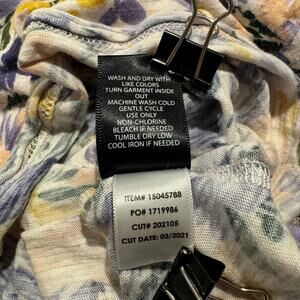 WASH AND DRY WITH
LIKE COLORS
TURN GARMENT INSIDE
OUT
MACHINE WASH COLD
GENTLE CYCLE
USE ONLY
NON-CHLORINE
BLEACH IF NEEDED
TUMBLE DRY LOW
COOL IRON IF NEEDED
ITEM# 15045788
PO# 1719986
CUT# 202105
CUT DATE: 03/2021